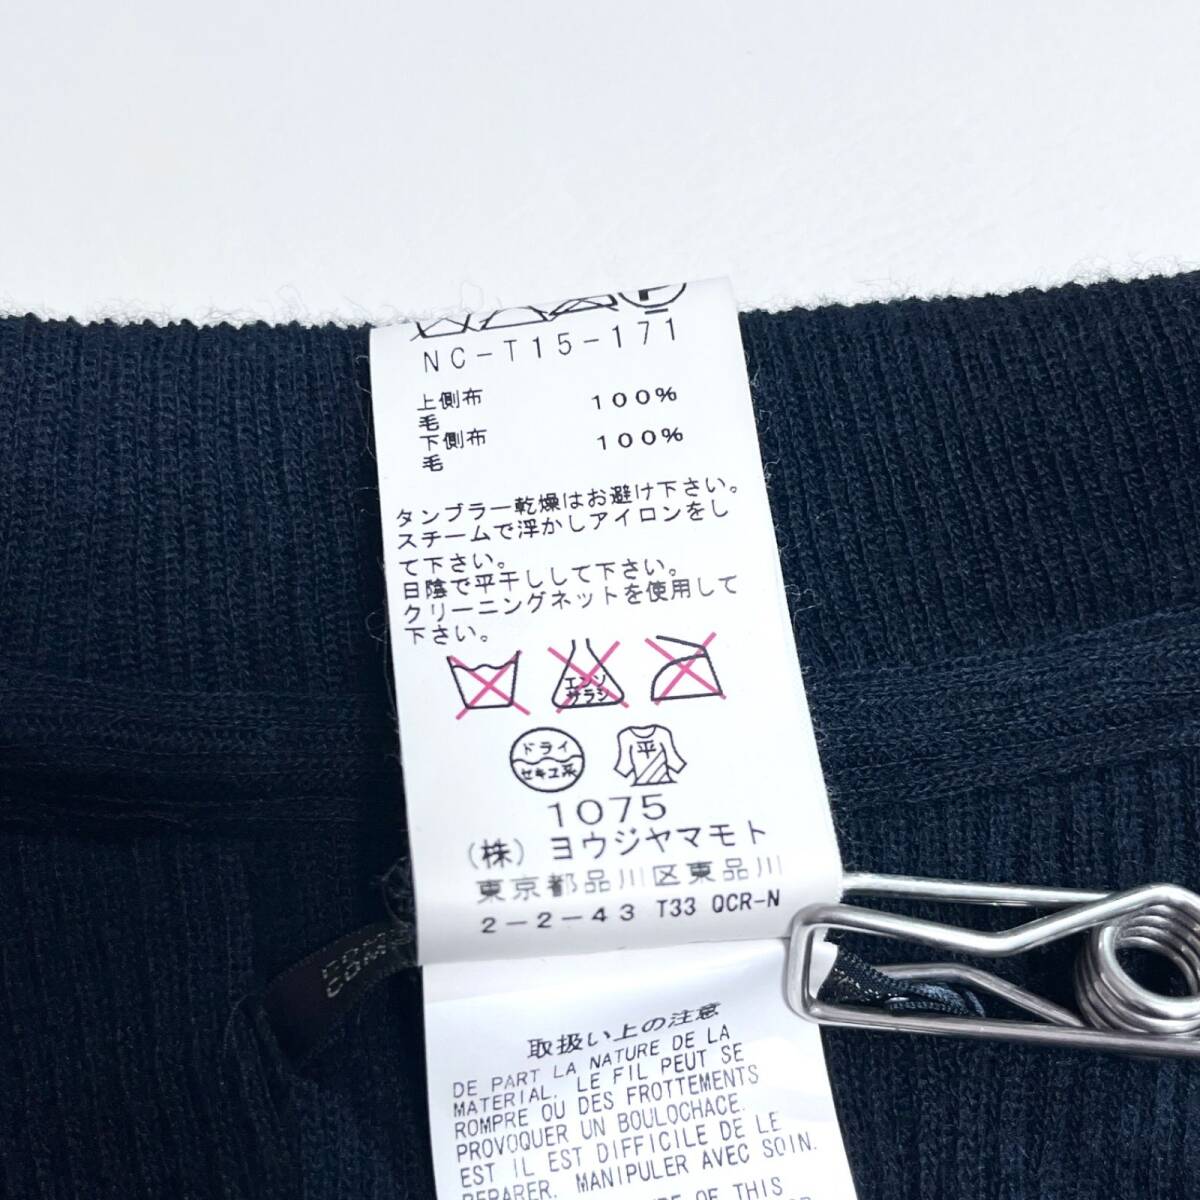 P
NC-T15-171
上側布
毛 100%
下側布
毛 100%
タンブラー乾燥はお避け下さい。
スチームで浮かしアイロンをし
て下さい。
日陰で平干しして下さい。
クリーニングネットを使用して
下さい。
エンソ
サラシ
ドライ
セキユ系
平
1075
(株)ヨウジヤマモト
東京都品川区東品川
2-2-43 T33 QCR-N
取扱い上の注意
DE PART LA NATURE DE LA
MATERIAL. LE FIL PEUT SE
ROMPRE OU DES FROTTEMENTS
PROVOQUER UN BOULOCHACE.
EST IL EST DIFFICILE DE LE
REPARER. MANIPULER AVEC SOIN.
OF THIS